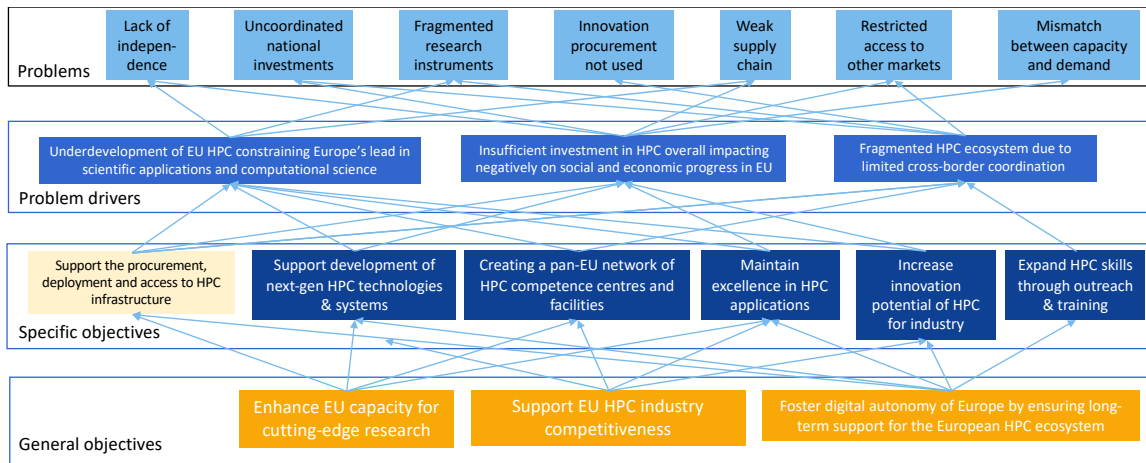 Problems
Lack of
indepen-
dence
Uncoordinated
national
investments
Fragmented
research
instruments
Innovation
procurement
not used
Weak
supply
chain
Restricted
access to
other markets
Mismatch
between capacity
and demand
Problem drivers
Underdevelopment of EU HPC constraining Europe's lead in
scientific applications and computational science
Insufficient investment in HPC overall impacting
negatively on social and economic progress in EU
Fragmented HPC ecosystem due to
limited cross-border coordination
Specific objectives
Support the procurement,
deployment and access to HPC
infrastructure
Support development of
next-gen HPC technologies
& systems
Creating a pan-EU network of
HPC competence centres and
facilities
Maintain
excellence in HPC
applications
Increase
innovation
potential of HPC
for industry
Expand HPC skills
through outreach
& training
General objectives
Enhance EU capacity for
cutting-edge research
Support EU HPC industry
competitiveness
Foster digital autonomy of Europe by ensuring long-
term support for the European HPC ecosystem